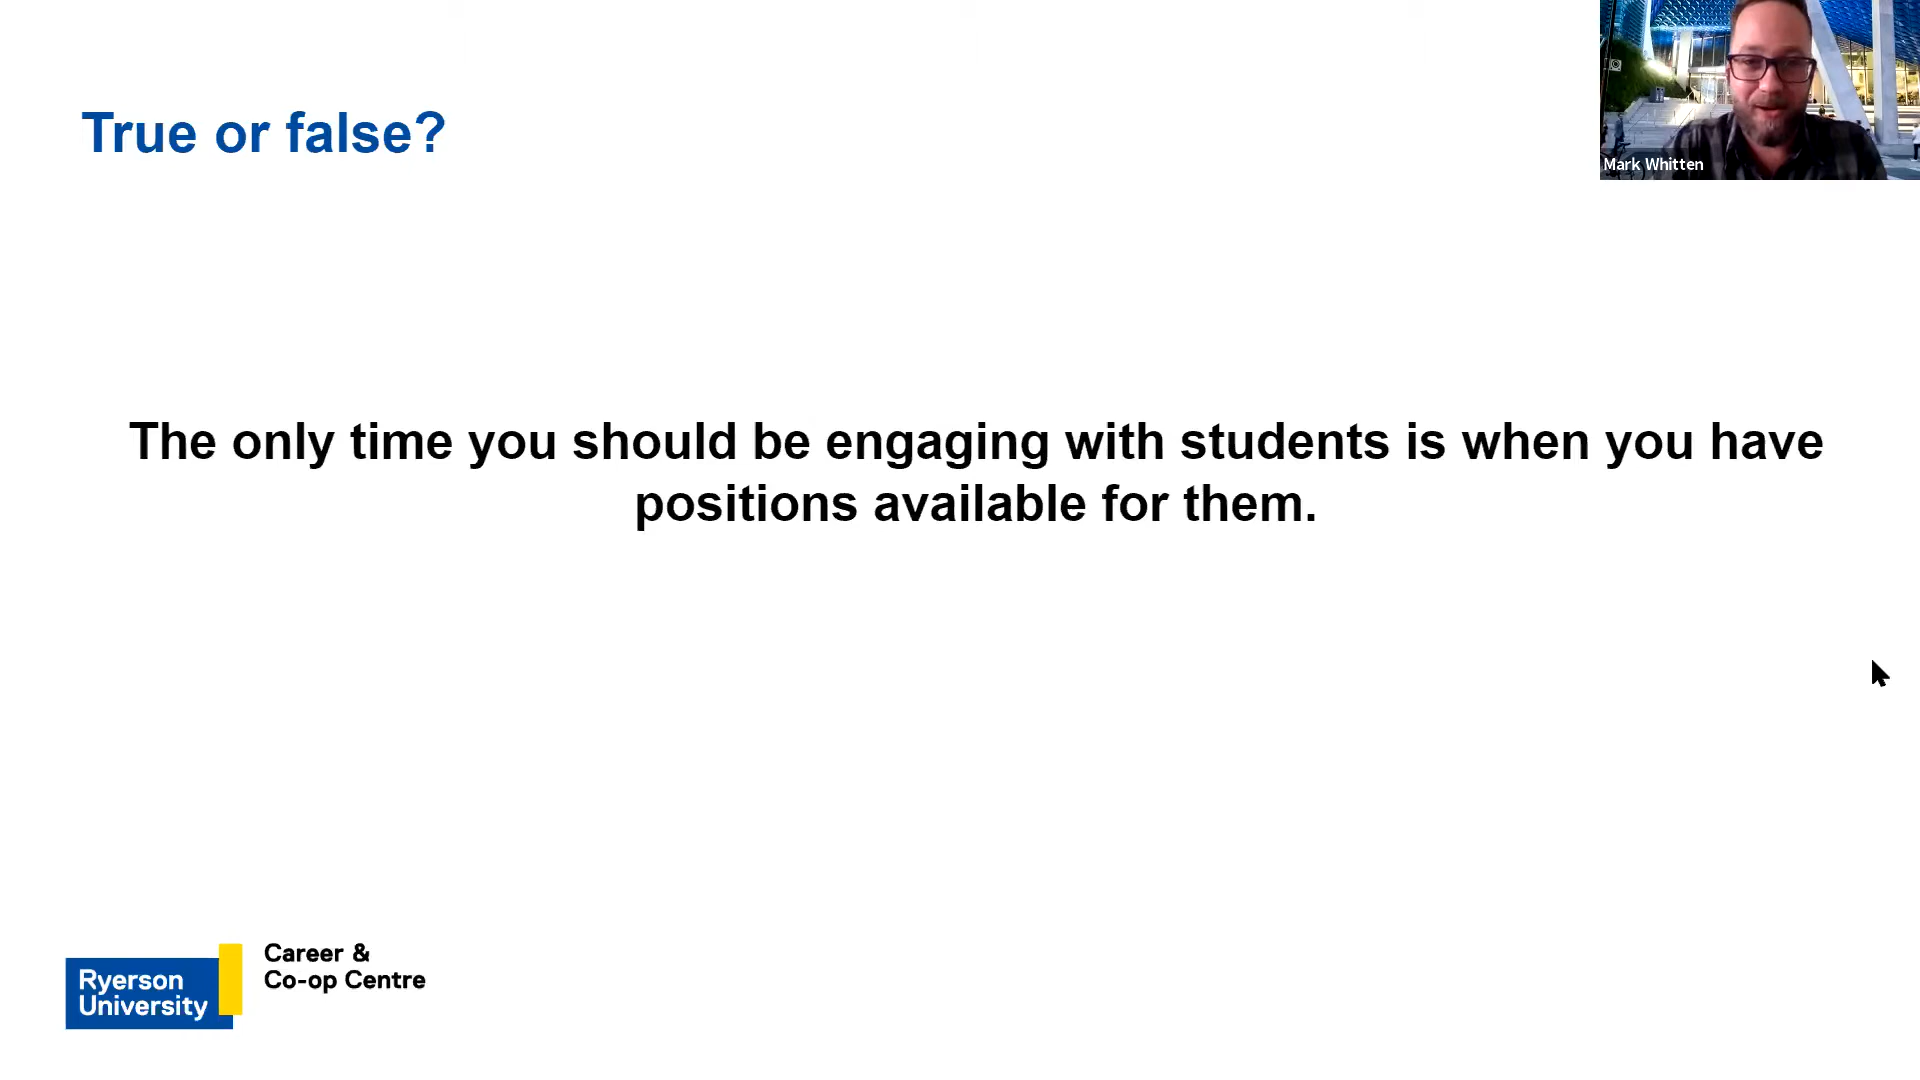 True or false?
Mark Whitten
The only time you should be engaging with students is when you have
positions available for them.
Ryerson
University
Career &
Co-op Centre